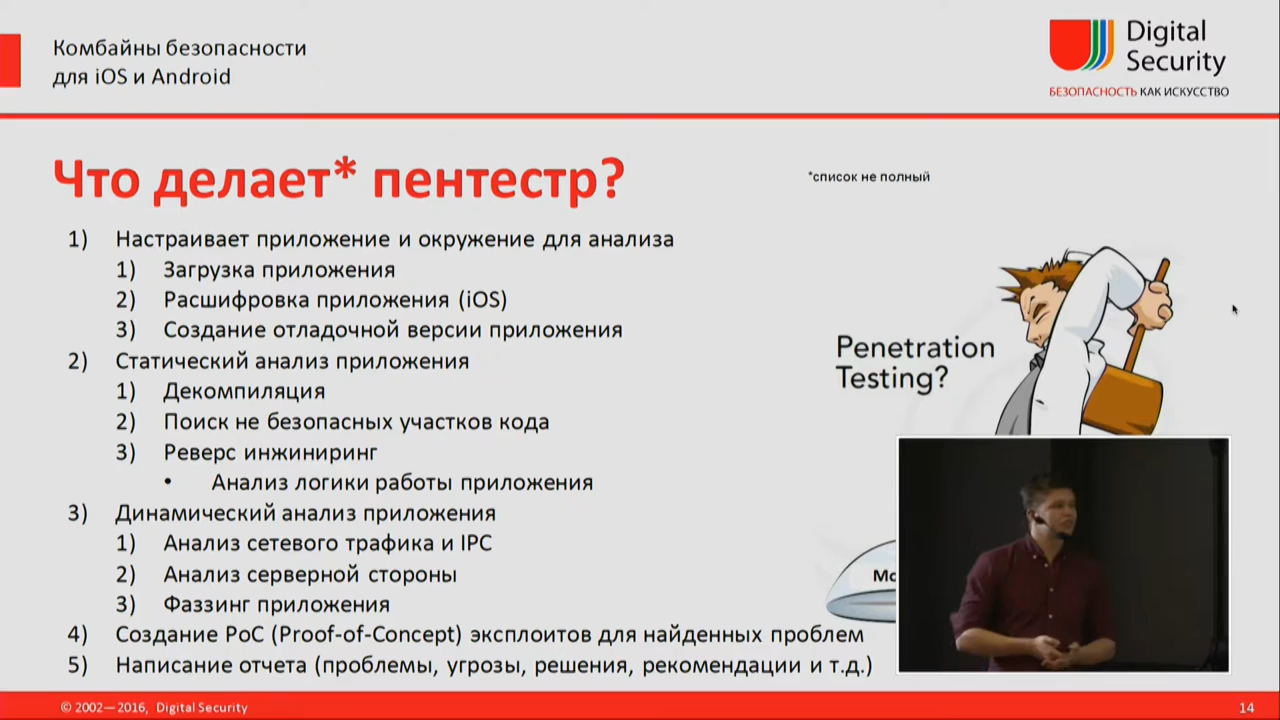 Комбайны безопасности
для iOS и Android
Digital
Security
БЕЗОПАСНОСТЬ КАК ИСКУССТВО
Что делает* пентестр?
*список не полный
1) Настраивает приложение и окружение для анализа
1) Загрузка приложения
2) Расшифровка приложения (iOS)
3) Создание отладочной версии приложения
2) Статический анализ приложения
1) Декомпиляция
2) Поиск не безопасных участков кода
3) Реверс инжиниринг
• Анализ логики работы приложения
3) Динамический анализ приложения
1) Анализ сетевого трафика и IPC
2) Анализ серверной стороны
3) Фаззинг приложения
4) Создание PoC (Proof-of-Concept) эксплоитов для найденных проблем
5) Написание отчета (проблемы, угрозы, решения, рекомендации и т.д.)
Penetration
Testing?
© 2002—2016, Digital Security
14